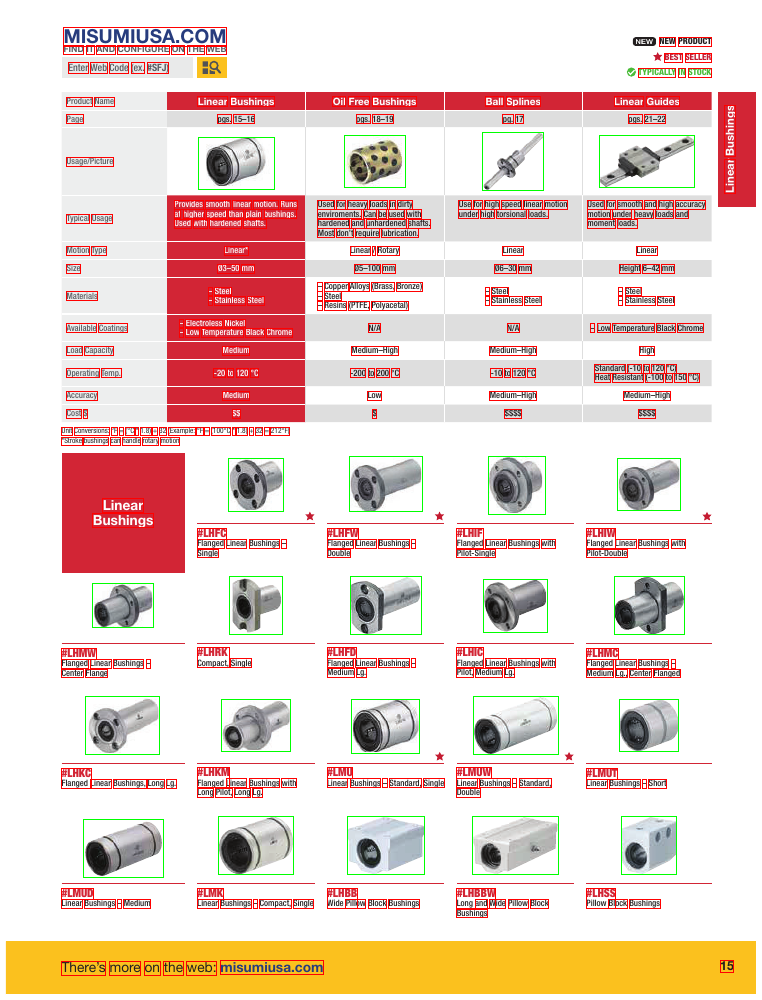 MISUMIUSA.COM
FIND IT AND CONFIGURE ON THE WEB
Enter Web Code (ex. #SFJ)
NEW NEW PRODUCT
BEST SELLER
TYPICALLY IN STOCK
Linear Bushings
Product Name Linear Bushings Oil Free Bushings Ball Splines Linear Guides
Page pgs. 15–16 pgs. 18–19 pg. 17 pgs. 21–22
Usage/Picture
Typical Usage
Provides smooth linear motion. Runs
at higher speed than plain bushings.
Used with hardened shafts.
Used for heavy loads in dirty
enviroments. Can be used with
hardened and unhardened shafts.
Most don't require lubrication.
Use for high speed linear motion
under high torsional loads.
Used for smooth and high accuracy
motion under heavy loads and
moment loads.
Motion Type Linear* Linear / Rotary Linear Linear
Size Ø3–50 mm Ø5–100 mm Ø6–30 mm Height 6–42 mm
Materials
- Steel
- Stainless Steel
- Copper Alloys (Brass, Bronze)
- Steel
- Resins (PTFE, Polyacetal)
- Steel
- Stainless Steel
- Steel
- Stainless Steel
Available Coatings
- Electroless Nickel
- Low Temperature Black Chrome
N/A N/A - Low Temperature Black Chrome
Load Capacity Medium Medium–High Medium–High High
Operating Temp. -20 to 120 °C -200 to 200 °C -10 to 120 °C
Standard (-10 to 120 °C)
Heat Resistant (-100 to 150 °C)
Accuracy Medium Low Medium–High Medium–High
Cost $ $$ $ $$$$ $$$$
Unit Conversions: °F = (°C * 1.8) + 32 Example: °F = (100°C * 1.8) + 32 = 212°F
*Stroke bushings can handle rotary motion
Linear
Bushings
#LHFC
Flanged Linear Bushings –
Single
#LHFW
Flanged Linear Bushings –
Double
#LHIF
Flanged Linear Bushings with
Pilot-Single
#LHIW
Flanged Linear Bushings with
Pilot-Double
#LHMW
Flanged Linear Bushings –
Center Flange
#LHRK
Compact, Single
#LHFD
Flanged Linear Bushings –
Medium Lg.
#LHIC
Flanged Linear Bushings with
Pilot, Medium Lg.
#LHMC
Flanged Linear Bushings –
Medium Lg., Center Flanged
#LHKC
Flanged Linear Bushings, Long Lg.
#LHKM
Flanged Linear Bushings with
Long Pilot, Long Lg.
#LMU
Linear Bushings – Standard, Single
#LMUW
Linear Bushings – Standard,
Double
#LMUT
Linear Bushings – Short
#LMUD
Linear Bushings – Medium
#LMK
Linear Bushings – Compact, Single
#LHBB
Wide Pillow Block Bushings
#LHBBW
Long and Wide Pillow Block
Bushings
#LHSS
Pillow Block Bushings
There's more on the web: misumiusa.com
15